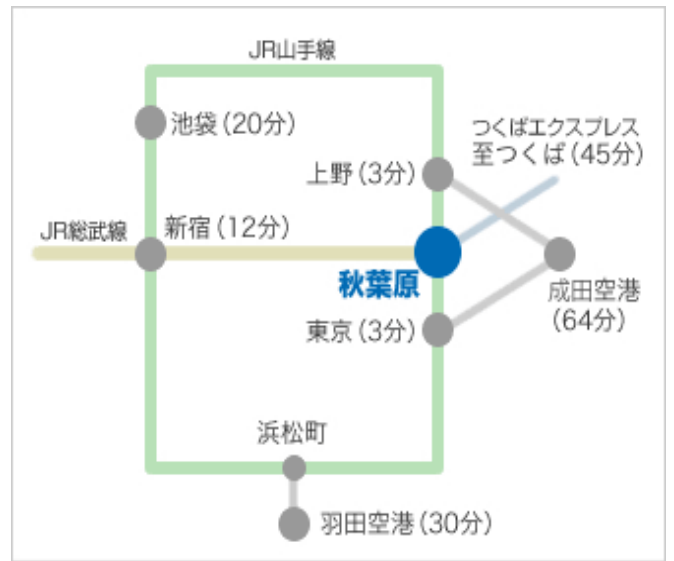 JR山手線
池袋(20分)
つくばエクスプレス
至つくば(45分)
上野(3分)
JR総武線
新宿(12分)
秋葉原
成田空港
(64分)
東京(3分)
浜松町
羽田空港(30分)